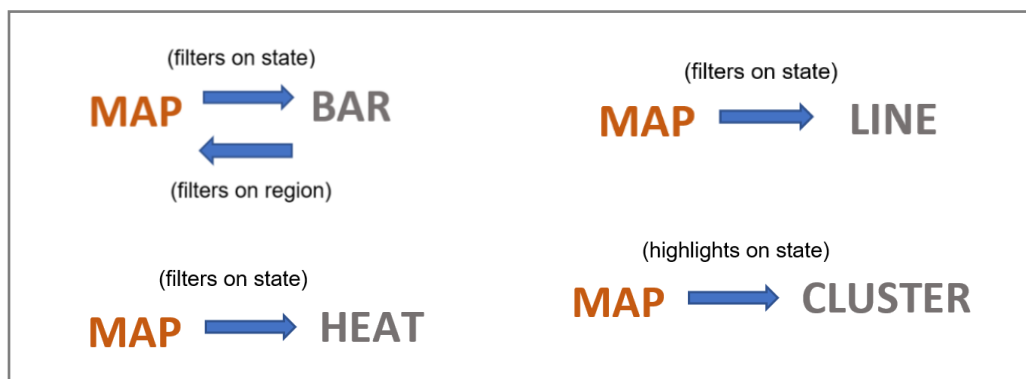 (filters on state)
MAP BAR
(filters on region)
(filters on state)
MAP LINE
(filters on state)
MAP HEAT
(highlights on state)
MAP CLUSTER